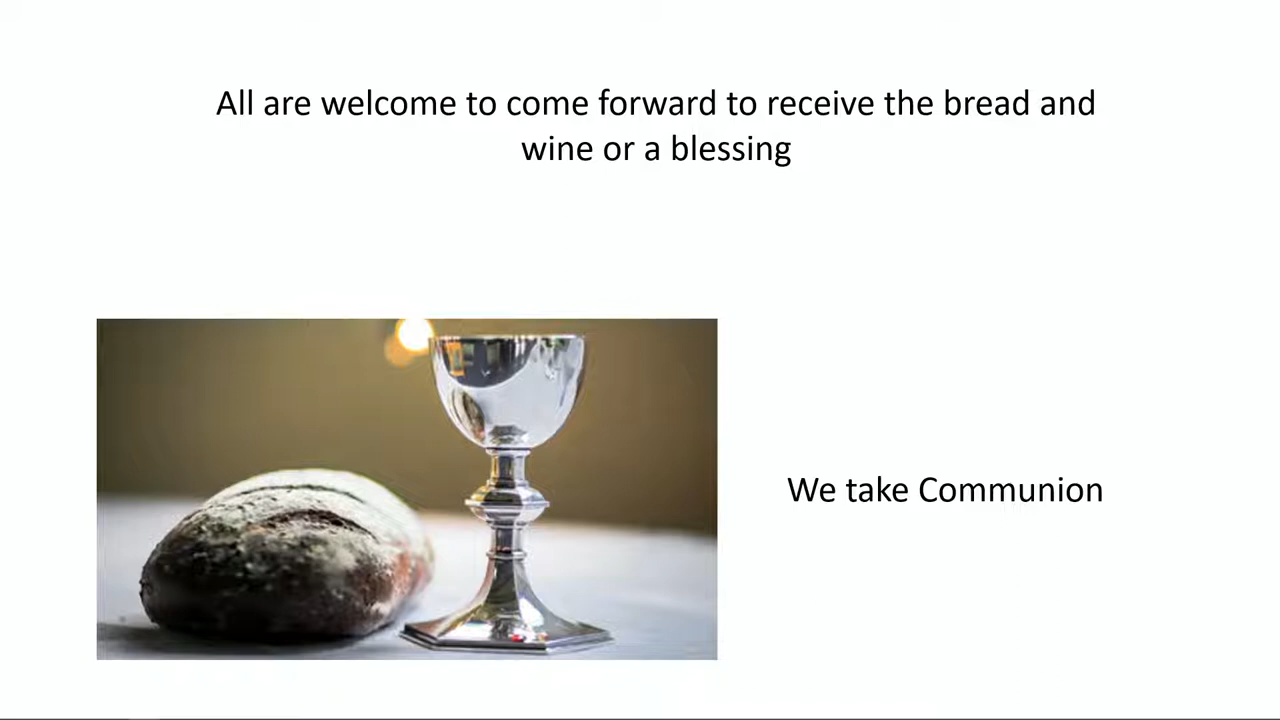 All are welcome to come forward to receive the bread and
wine or a blessing
We take Communion